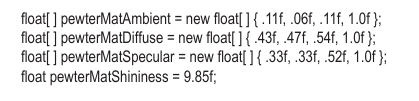 float[ ] pewterMatAmbient = new float[ ] { .11f, .06f, .11f, 1.0f };
float[ ] pewterMatDiffuse = new float[ ] { .43f, .47f, .54f, 1.0f };
float[ ] pewterMatSpecular = new float[ ] { .33f, .33f, .52f, 1.0f };
float pewterMatShininess = 9.85f;